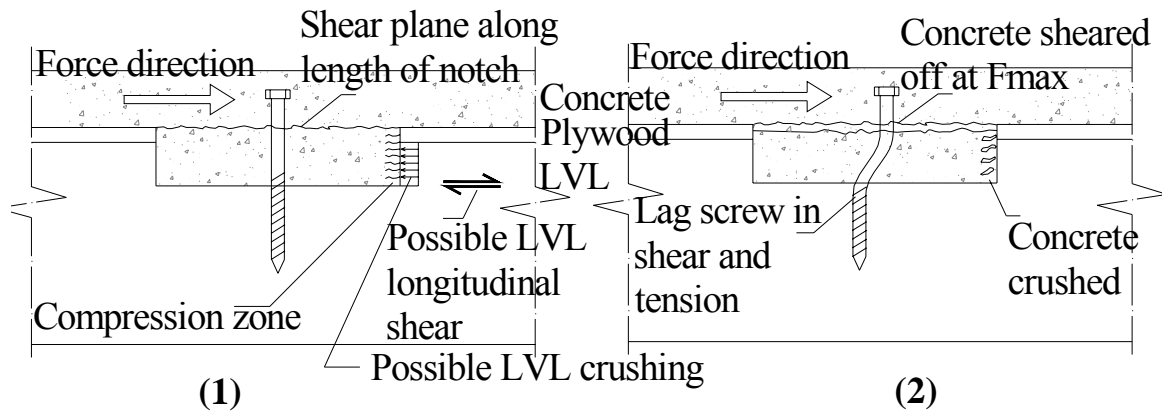 Shear plane along
length of notch
Force direction
Concrete
Plywood
LVL
Possible LVL
longitudinal
shear
Compression zone
Possible LVL crushing
(1)
Concrete sheared
off at Fmax
Force direction
Lag screw in
shear and
tension
Concrete
crushed
(2)